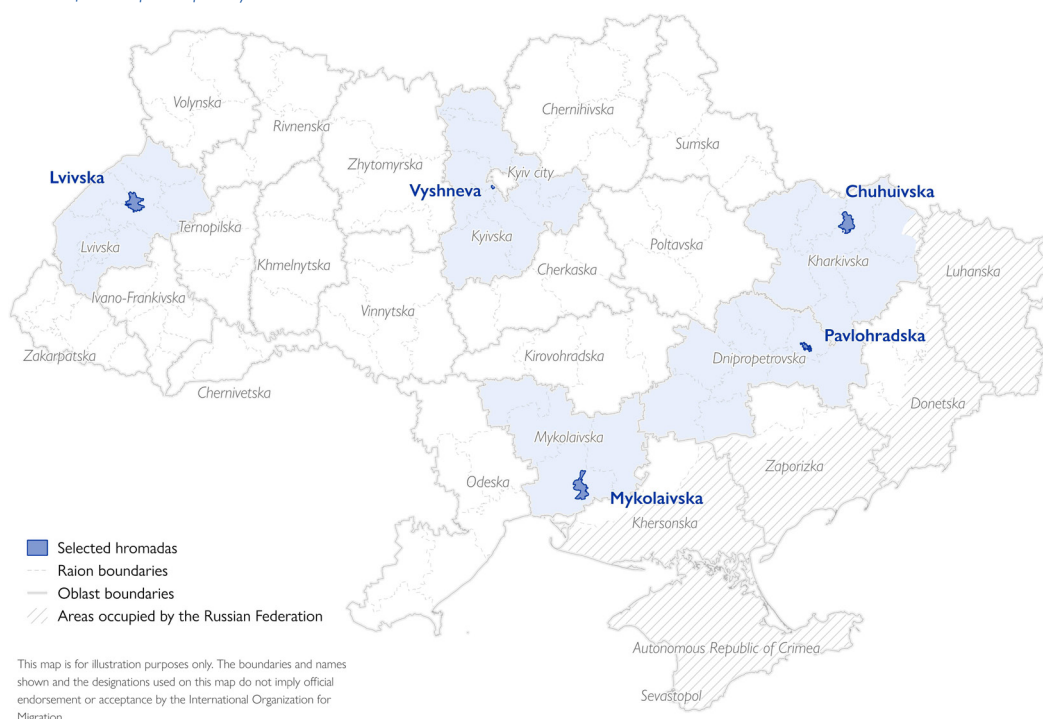 Volynska
Rivnenska
Chernihivska
Sumska
Zhytomyrska
Kyiv city
Lvivska
Vyshneva
Chuhuivska
Ternopilska
Kyivska
Poltavska
Lvivska
Khmelnytska
Cherkaska
Kharkivska
Luhanska
Ivano-Frankivska
Vinnytska
Pavlohradska
Zakarpatska
Kirovohradska
Dnipropetrovska
Chernivetska
Donetska
Mykolaivska
Zaporizka
Odeska
Mykolaivska
Khersonska
Selected hromadas
Raion boundaries
Oblast boundaries
Areas occupied by the Russian Federation
Autonomous Republic of Crimea
Sevastopol
This map is for illustration purposes only. The boundaries and names
shown and the designations used on this map do not imply official
endorsement or acceptance by the International Organization for
Migration